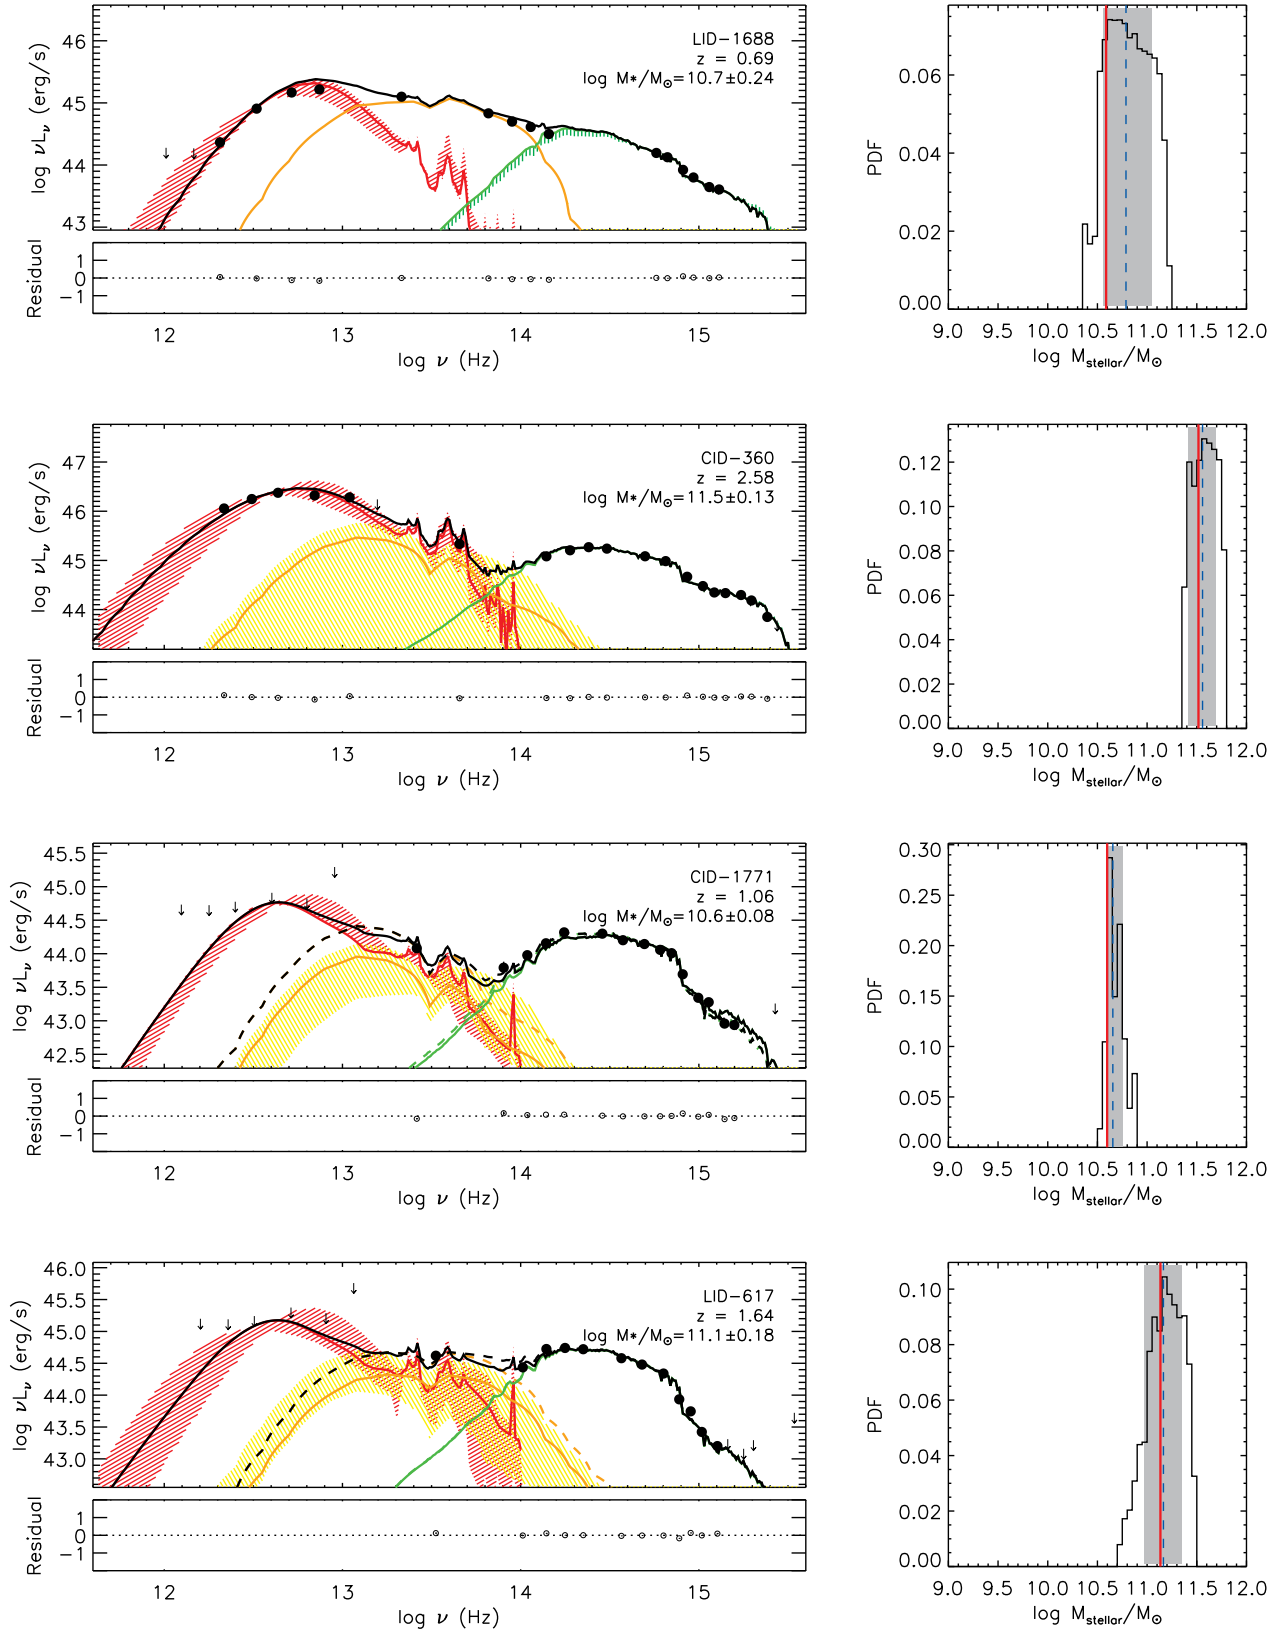 46
45
44
43
log νLν (erg/s)
LID−1688
z = 0.69
log M*/M⊙=10.7±0.24
1
0
−1
Residual
12 13 14 15
log ν (Hz)
0.06
0.04
0.02
0.00
PDF
9.0 9.5 10.0 10.5 11.0 11.5 12.0
log Mstellar/M⊙
47
46
45
44
log νLν (erg/s)
CID−360
z = 2.58
log M*/M⊙=11.5±0.13
1
0
−1
Residual
12 13 14 15
log ν (Hz)
0.12
0.10
0.08
0.06
0.04
0.02
0.00
PDF
9.0 9.5 10.0 10.5 11.0 11.5 12.0
log Mstellar/M⊙
45.5
45.0
44.5
44.0
43.5
43.0
42.5
log νLν (erg/s)
CID−1771
z = 1.06
log M*/M⊙=10.6±0.08
1
0
−1
Residual
12 13 14 15
log ν (Hz)
0.30
0.25
0.20
0.15
0.10
0.05
0.00
PDF
9.0 9.5 10.0 10.5 11.0 11.5 12.0
log Mstellar/M⊙
46.0
45.5
45.0
44.5
44.0
43.5
43.0
log νLν (erg/s)
LID−617
z = 1.64
log M*/M⊙=11.1±0.18
1
0
−1
Residual
12 13 14 15
log ν (Hz)
0.10
0.08
0.06
0.04
0.02
0.00
PDF
9.0 9.5 10.0 10.5 11.0 11.5 12.0
log Mstellar/M⊙